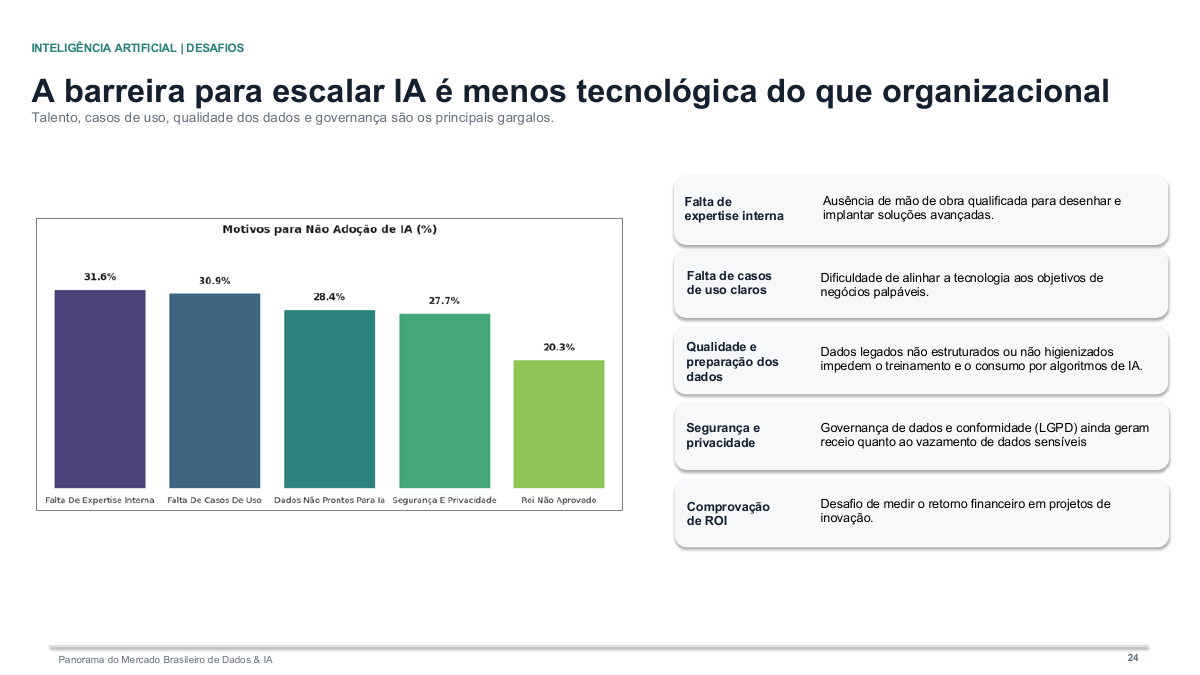 INTELIGÊNCIA ARTIFICIAL | DESAFIOS
A barreira para escalar IA é menos tecnológica do que organizacional
Talento, casos de uso, qualidade dos dados e governança são os principais gargalos.
Motivos para Não Adoção de IA (%)
31.6%
30.9%
28.4%
27.7%
20.3%
Falta De Expertise Interna
Falta De Casos De Uso
Dados Não Prontos Para Ia
Segurança E Privacidade
Roi Não Aprovado
Falta de
expertise interna
Ausência de mão de obra qualificada para desenhar e
implantar soluções avançadas.
Falta de casos
de uso claros
Dificuldade de alinhar a tecnologia aos objetivos de
negócios palpáveis.
Qualidade e
preparação dos
dados
Dados legados não estruturados ou não higienizados
impedem o treinamento e o consumo por algoritmos de IA.
Segurança e
privacidade
Governança de dados e conformidade (LGPD) ainda geram
receio quanto ao vazamento de dados sensíveis
Comprovação
de ROI
Desafio de medir o retorno financeiro em projetos de
inovação.
Panorama do Mercado Brasileiro de Dados & IA
24